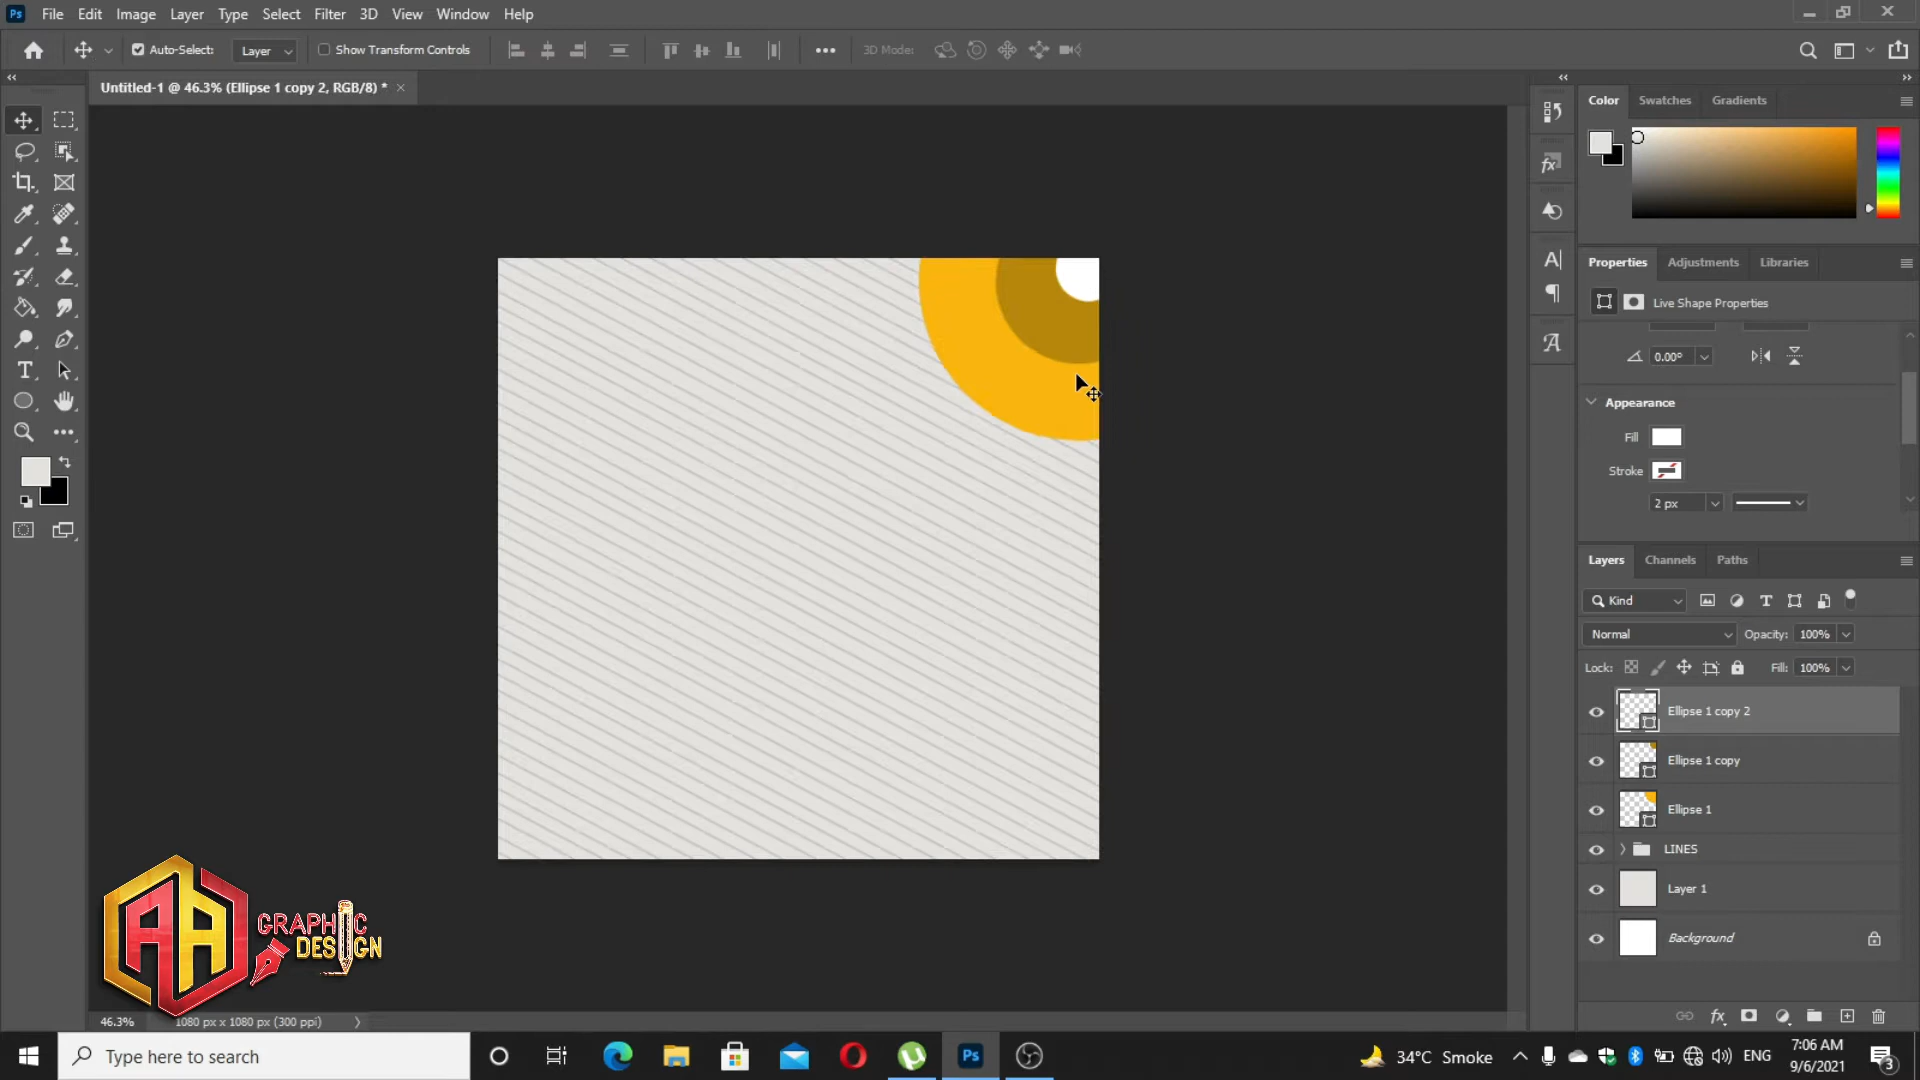 Ps File Edit Image Layer Type Select Filter 3D View Window Help
Auto-Select: Layer Show Transform Controls 3D Mode:
Untitled-1 @ 46.3% (Ellipse 1 copy 2, RGB/8) *
Color Swatches Gradients
Properties Adjustments Libraries
Live Shape Properties
0.00°
Appearance
Fill
Stroke
2 px
Layers Channels Paths
Kind
Normal Opacity: 100%
Lock: Fill: 100%
Ellipse 1 copy 2
Ellipse 1 copy
Ellipse 1
LINES
Layer 1
Background
AA
GRAPHIC
DESIGN
46.3% 1080 px x 1080 px (300 ppi)
Type here to search
Ps
34°C Smoke
ENG
7:06 AM
9/6/2021
3